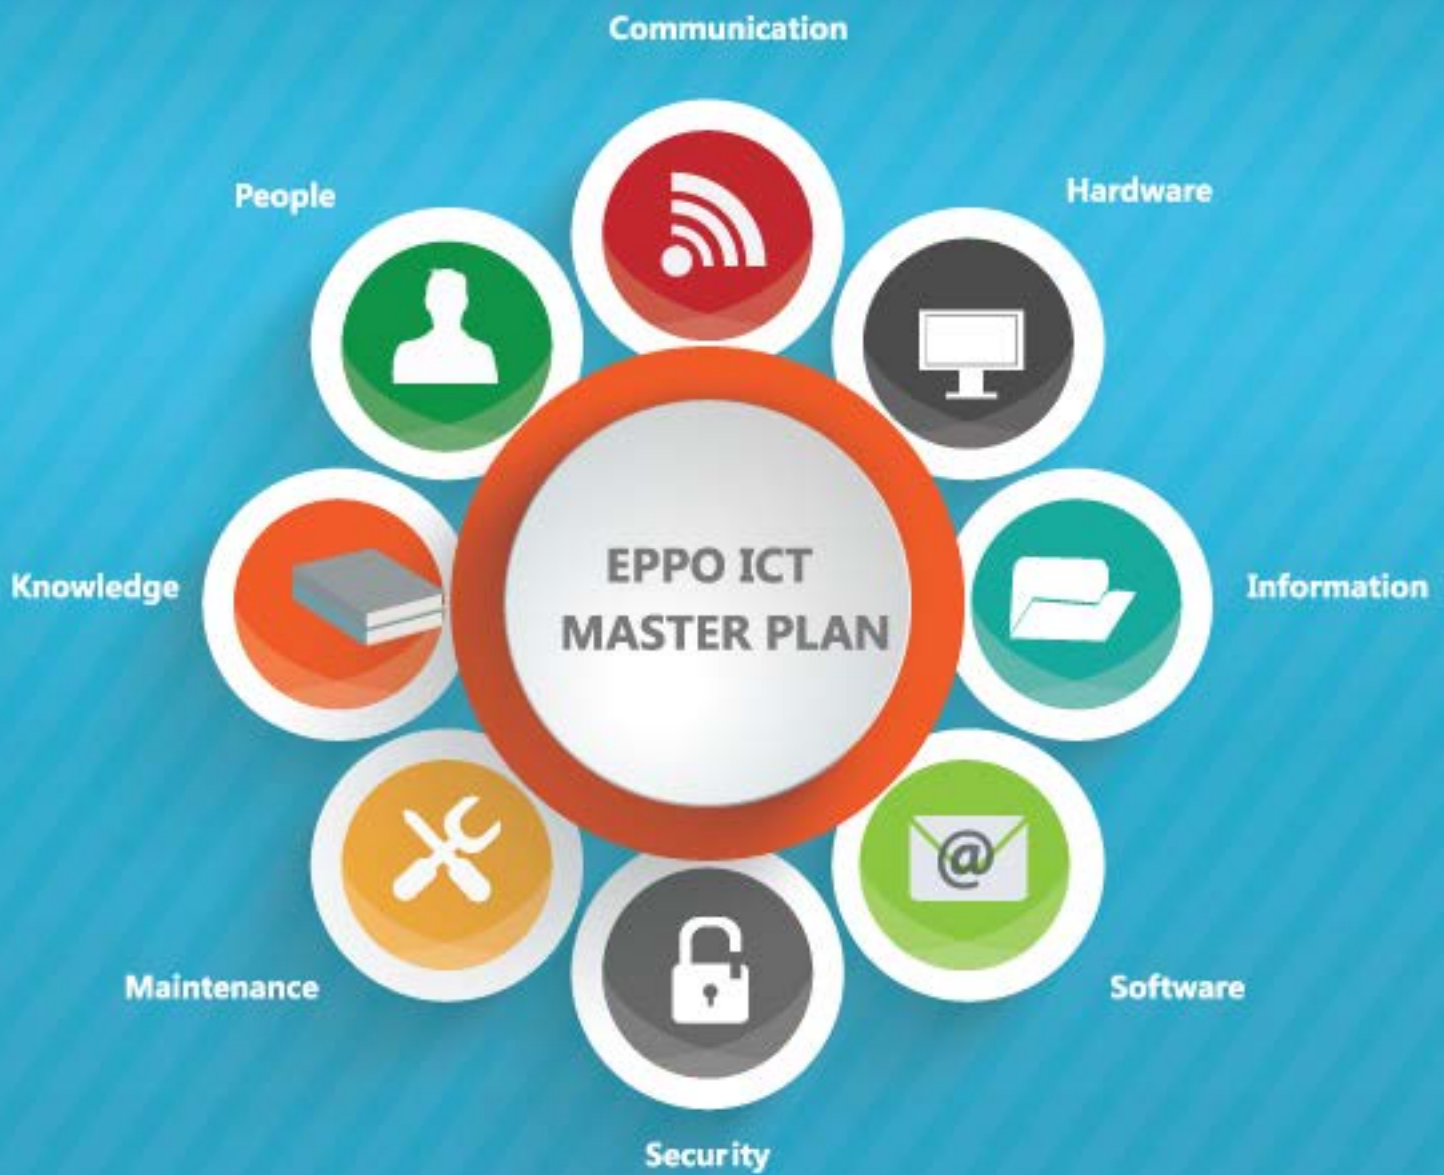 Communication
People
Hardware
EPPO ICT
MASTER PLAN
Knowledge
Information
@
Maintenance
Software
Security